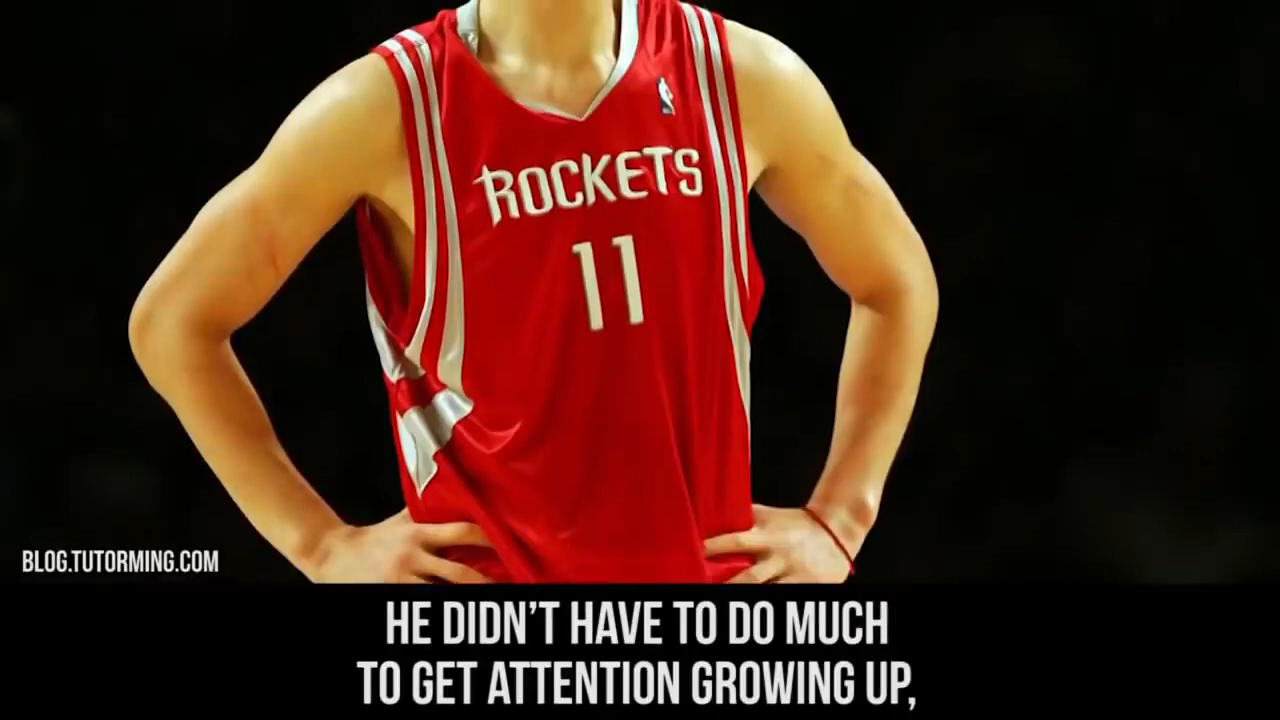 ROCKETS
11
BLOG.TUTORMING.COM
HE DIDN'T HAVE TO DO MUCH
TO GET ATTENTION GROWING UP,